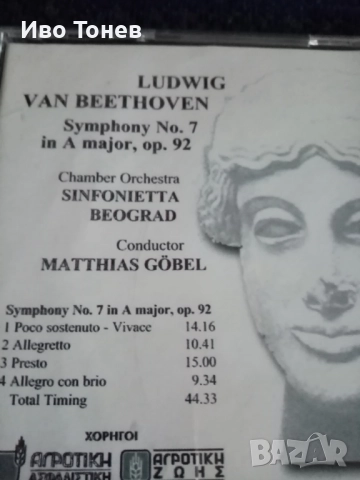 Иво Тонев
LUDWIG
VAN BEETHOVEN
Symphony No. 7
in A major, op. 92
Chamber Orchestra
SINFONIETTA
BEOGRAD
Conductor
MATTHIAS GÖBEL
Symphony No. 7 in A major, op. 92
1 Poco sostenuto - Vivace 14.16
2 Allegretto 10.41
3 Presto 15.00
4 Allegro con brio 9.34
Total Timing 44.33
ΧΟΡΗΓΟΙ
ΑΓΡΟΤΙΚΗ ΑΓΡΟΤΙΚΗ
ΑΣΦΑΛΙΣΤΙΚΗ ΖΩΗΣ
bazar